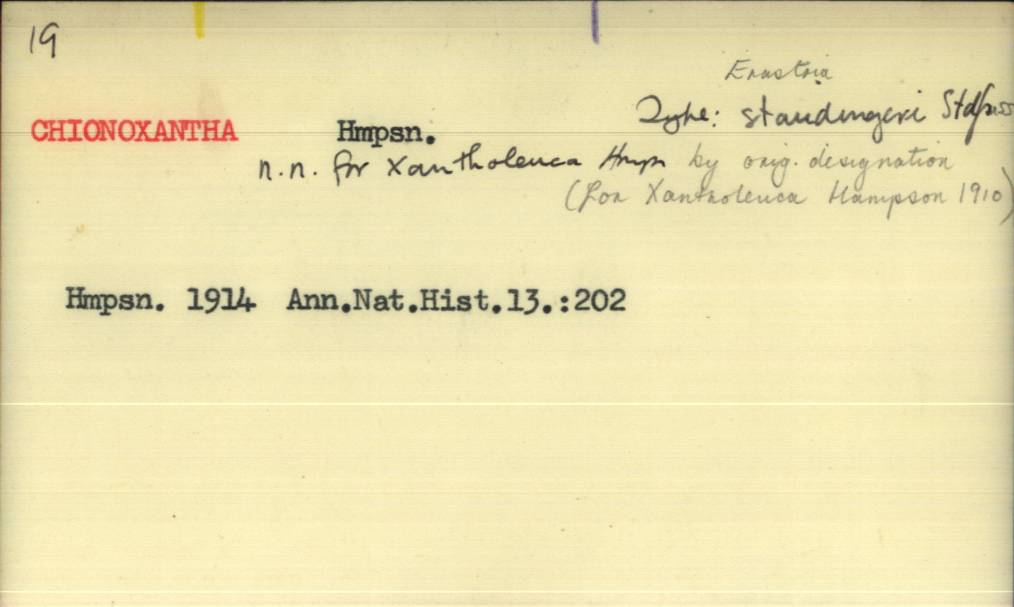 19
Erastria
CHIONOXANTHA Hmpsn. Type: staudingeri Stdfuss
n.n. for Xantholeuca Hmpn by orig. designation
(for Xantholeuca Hampson 1910)
Hmpsn. 1914 Ann.Nat.Hist.13.:202